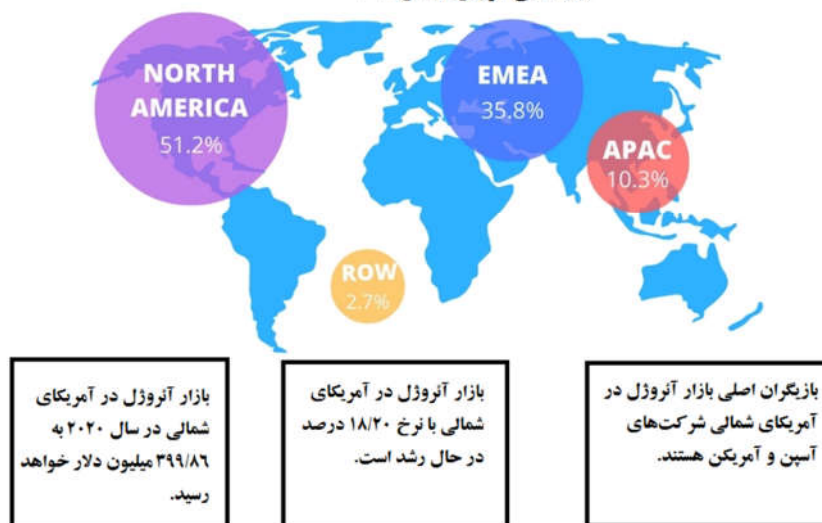 NORTH
AMERICA
51.2%
EMEA
35.8%
APAC
10.3%
ROW
2.7%
بازار آئروژل در آمریکای
شمالی در سال ۲۰۲۰ به
۳۹۹/۸۶ میلیون دلار خواهد
رسید.
بازار آئروژل در آمریکای
شمالی با نرخ ۱۸/۲۰ درصد
در حال رشد است.
بازیگران اصلی بازار آئروژل در
آمریکای شمالی شرکت‌های
آسپن و آمریکن هستند.